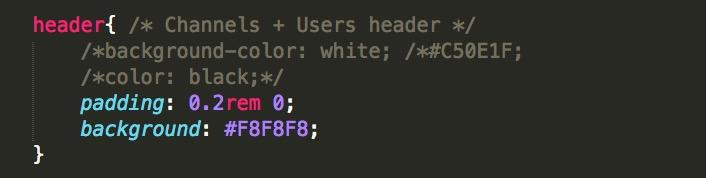 header{ /* Channels + Users header */
/*background-color: white; /*#C50E1F;
/*color: black;*/
padding: 0.2rem 0;
background: #F8F8F8;
}